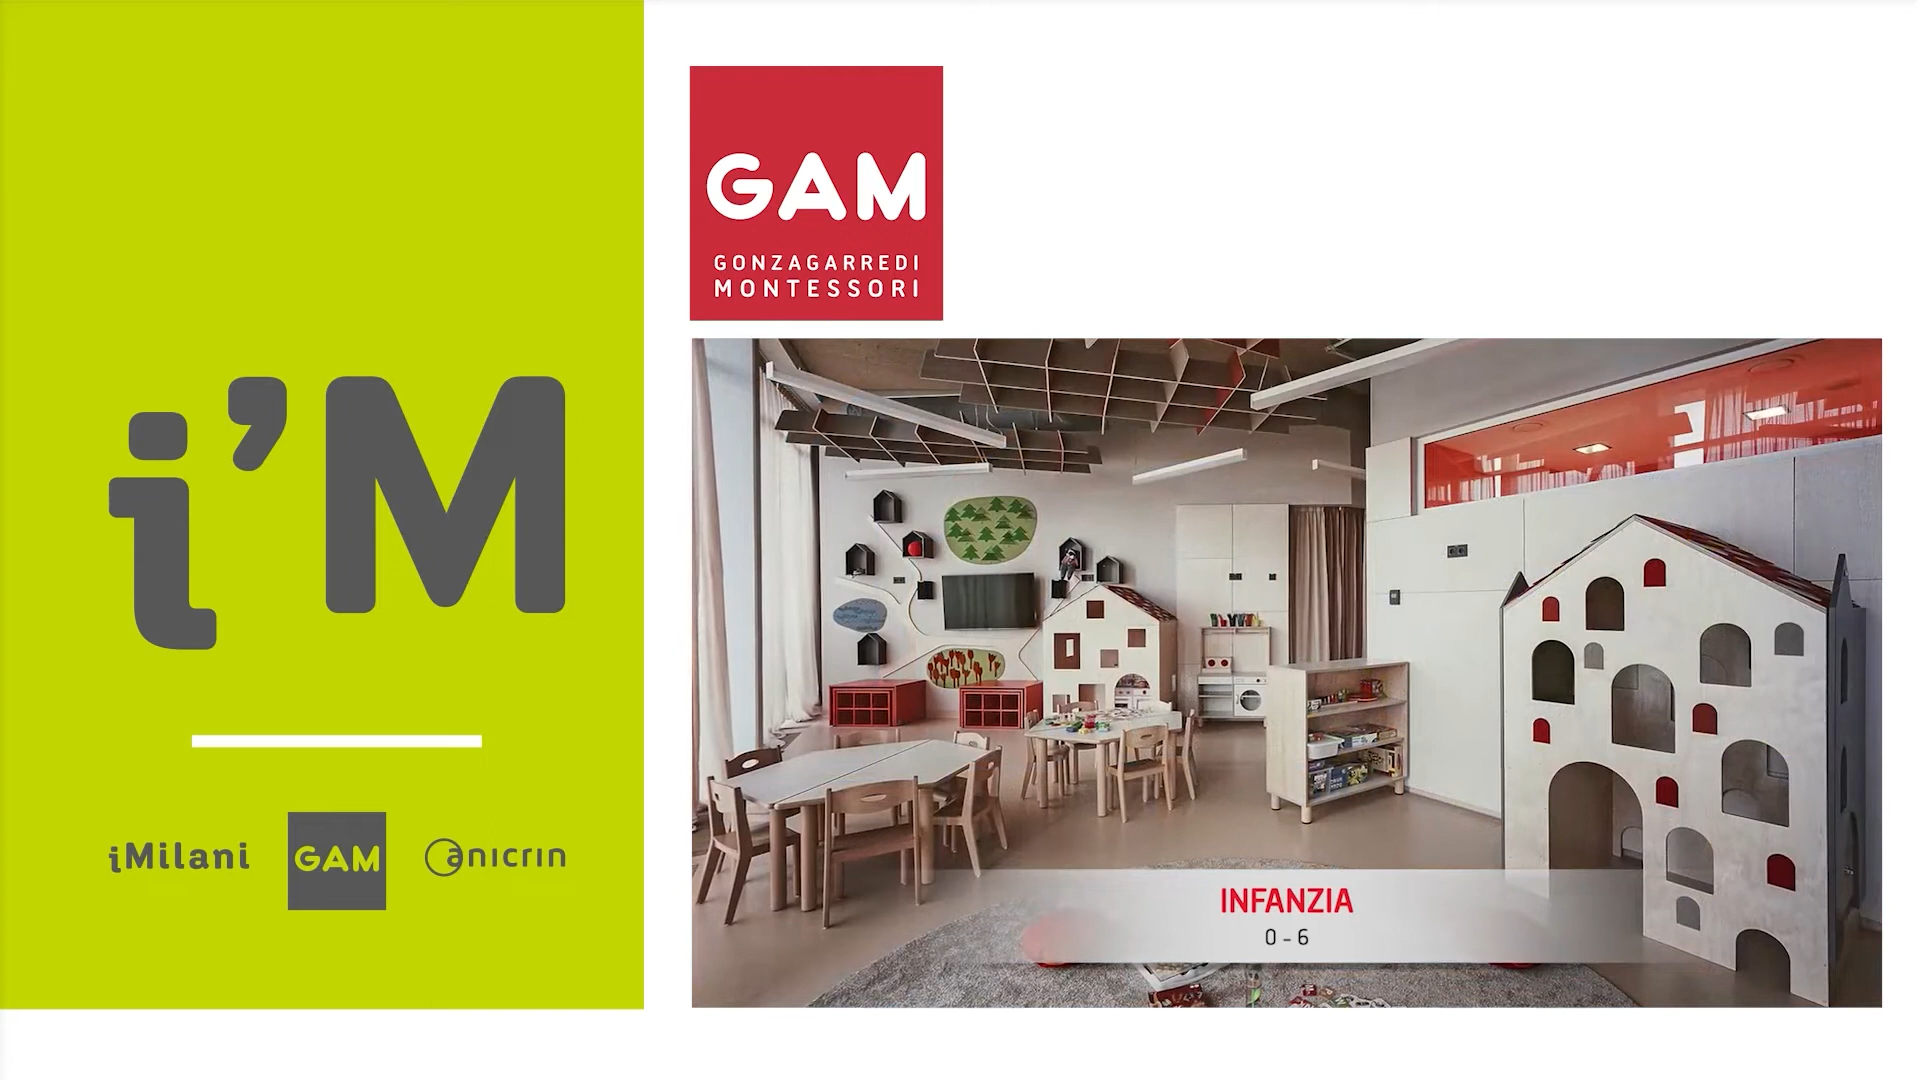 i’M
iMilani
GAM
anicrin
GAM
GONZAGARREDI
MONTESSORI
INFANZIA
0 - 6